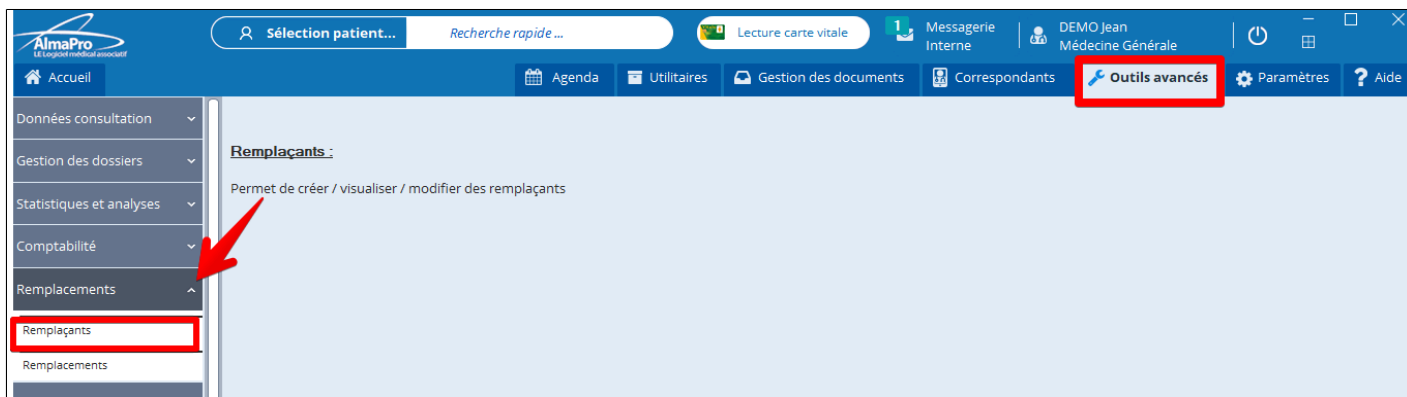 AlmaPro
LE Logiciel médical associatif
Sélection patient...
Recherche rapide ...
Lecture carte vitale
1
Messagerie
Interne
DEMO Jean
Médecine Générale
Accueil
Agenda
Utilitaires
Gestion des documents
Correspondants
Outils avancés
Paramètres
? Aide
Données consultation
Gestion des dossiers
Statistiques et analyses
Comptabilité
Remplacements
Remplaçants
Remplacements
Remplaçants :
Permet de créer / visualiser / modifier des remplaçants